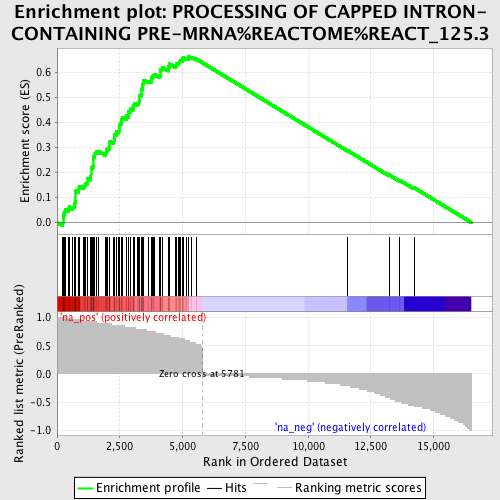 Enrichment plot: PROCESSING OF CAPPED INTRON-
CONTAINING PRE-MRNA%REACTOME%REACT_125.3
Enrichment score (ES)
0.6
0.5
0.4
0.3
0.2
0.1
0.0
'na_pos' (positively correlated)
Ranked list metric (PreRanked)
1.0
0.5
0.0
-0.5
-1.0
Zero cross at 5781
'na_neg' (negatively correlated)
0 2,500 5,000 7,500 10,000 12,500 15,000
Rank in Ordered Dataset
Enrichment profile Hits Ranking metric scores